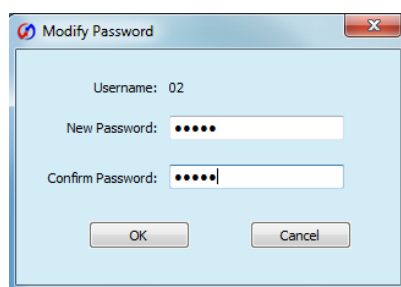 Modify Password
Username: 02
New Password: •••••
Confirm Password: •••••
OK Cancel